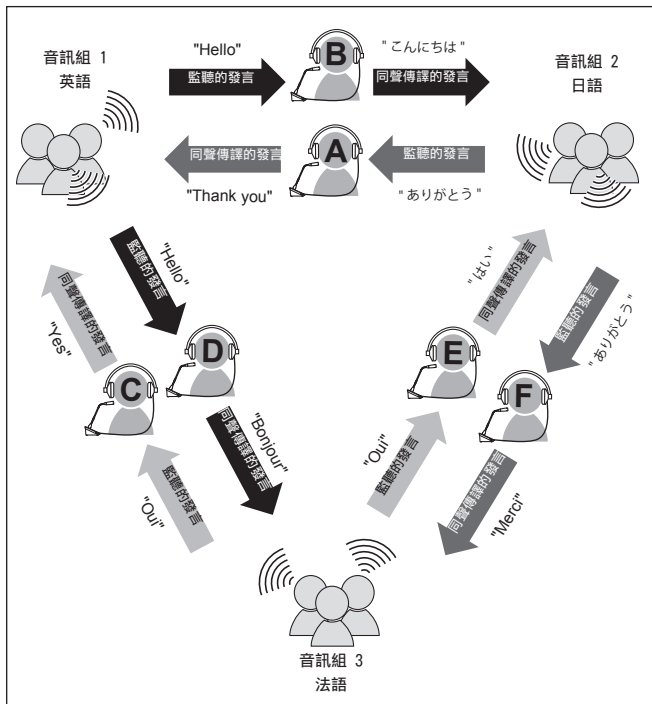 音訊組 1
英語
"Hello"
監聽的發言
B
" こんにちは "
同聲傳譯的發言
音訊組 2
日語
同聲傳譯的發言
"Thank you"
A
監聽的發言
" ありがとう "
"Hello"
監聽的發言
同聲傳譯的發言
"Yes"
D
C
監聽的發言
"Oui"
"Bonjour"
同聲傳譯的發言
" はい "
同聲傳譯的發言
監聽的發言
" ありがとう "
E
F
"Oui"
監聽的發言
同聲傳譯的發言
"Merci"
音訊組 3
法語